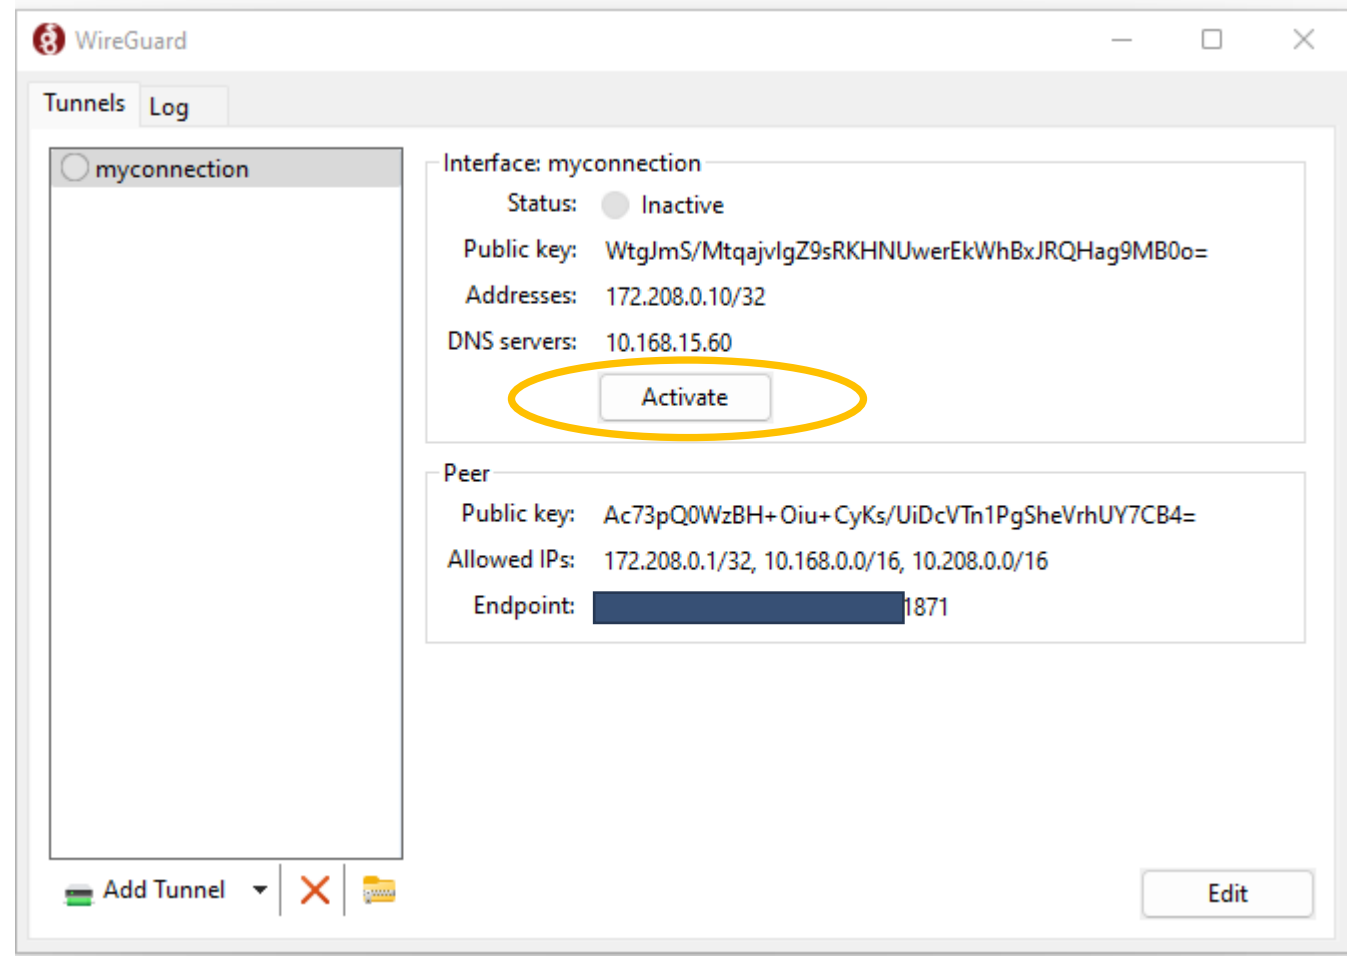 WireGuard
Tunnels Log
myconnection
Interface: myconnection
Status: Inactive
Public key: WtgJmS/MtqajvIgZ9sRKHNUwerEkWhBxJRQHag9MB0o=
Addresses: 172.208.0.10/32
DNS servers: 10.168.15.60
Activate
Peer
Public key: Ac73pQ0WzBH+Oiu+CyKs/UiDcVTn1PgSheVrhUY7CB4=
Allowed IPs: 172.208.0.1/32, 10.168.0.0/16, 10.208.0.0/16
Endpoint: 1871
Add Tunnel
Edit